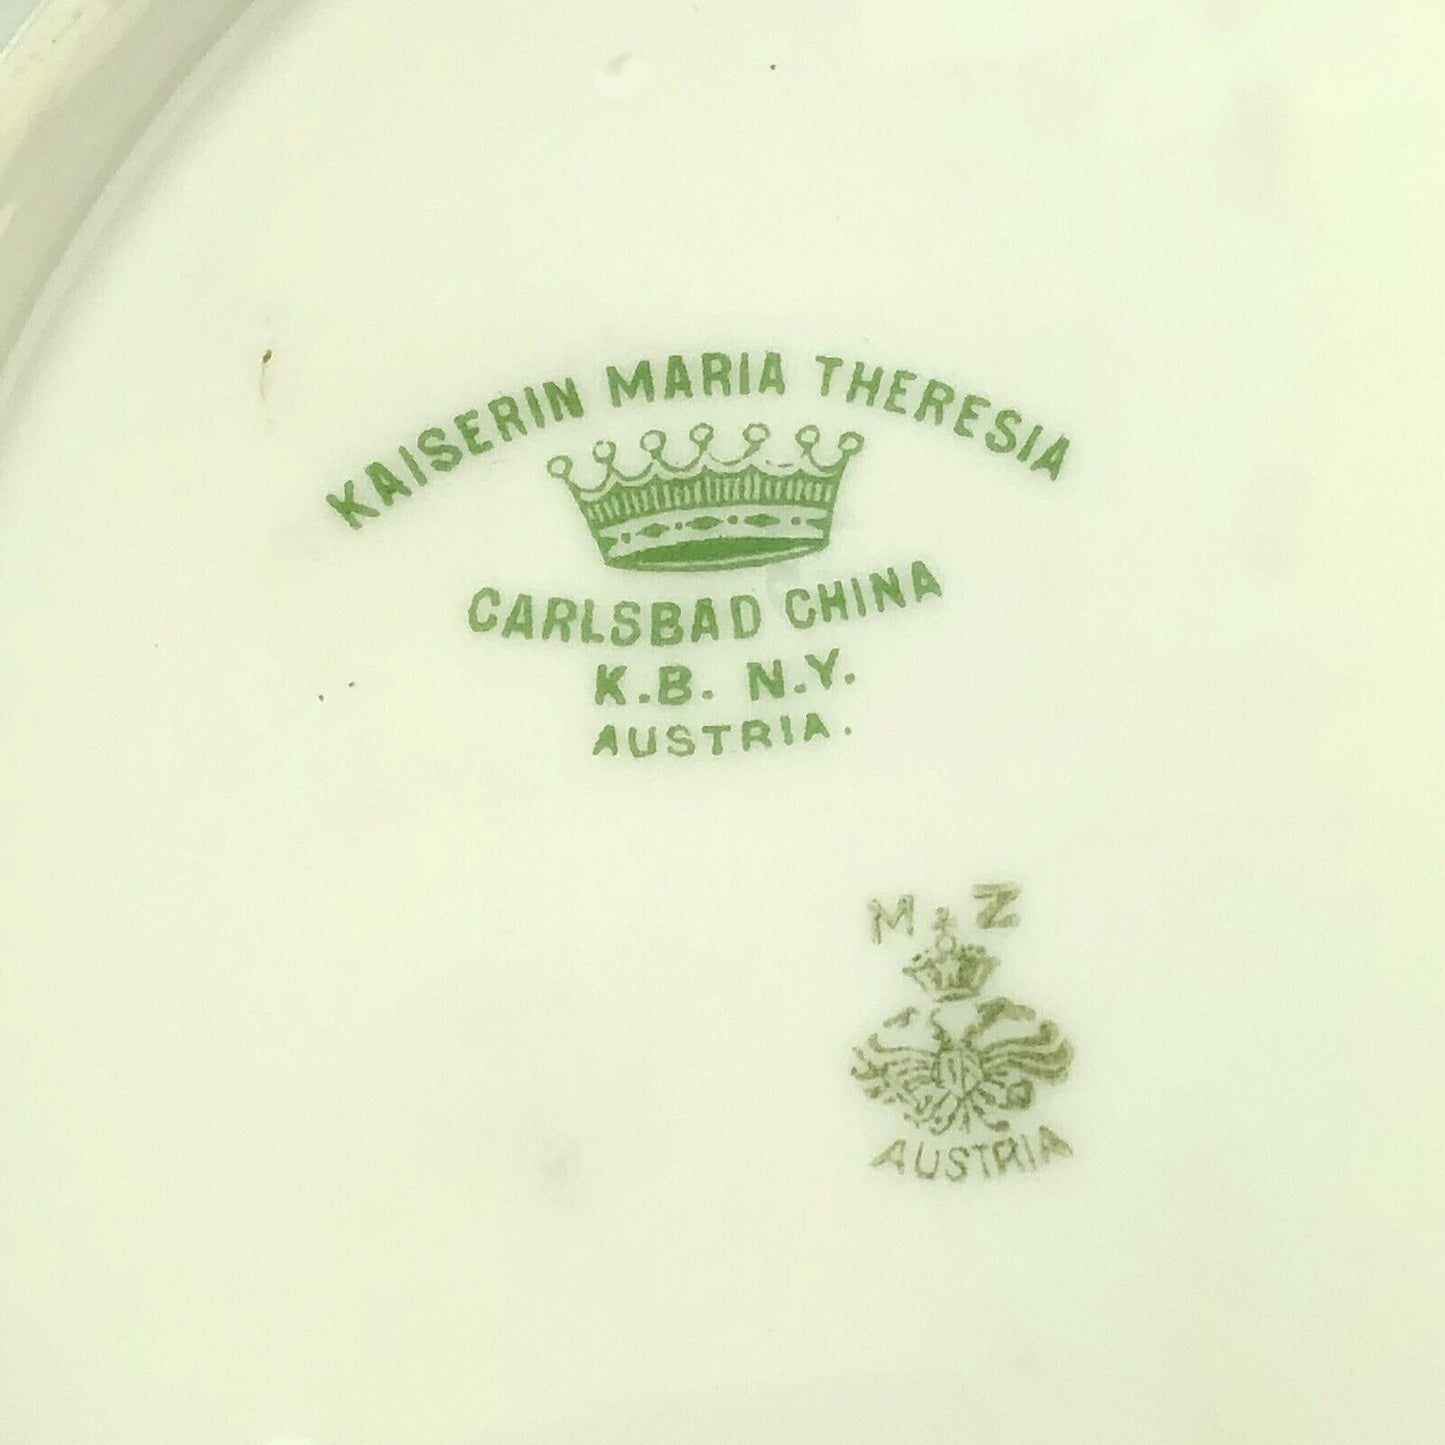 KAISERIN MARIA THERESIA
CARLSBAD CHINA
K.B. N.Y.
AUSTRIA.
M & Z
AUSTRIA